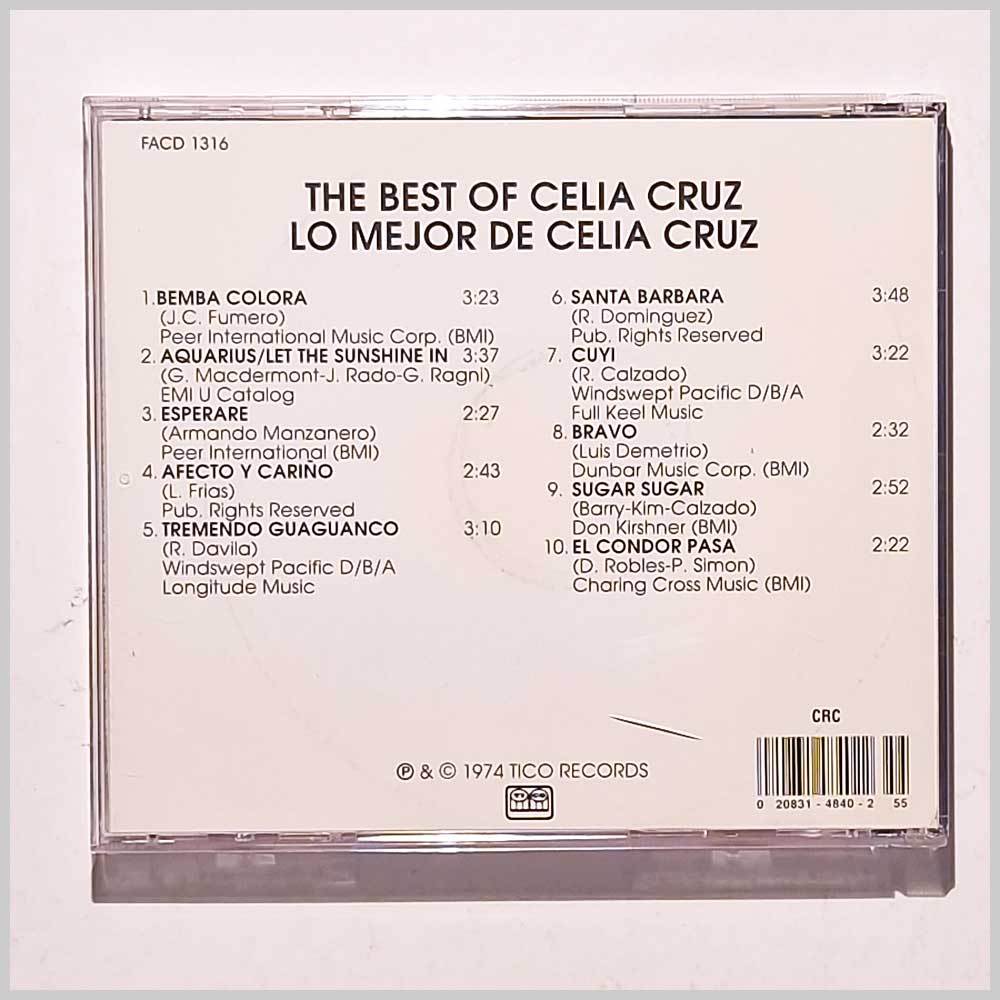 FACD 1316
THE BEST OF CELIA CRUZ
LO MEJOR DE CELIA CRUZ
1. BEMBA COLORA 3:23
(J.C. Fumero)
Peer International Music Corp. (BMI)
2. AQUARIUS/LET THE SUNSHINE IN 3:37
(G. Macdermont-J. Rado-G. Ragni)
EMI U Catalog
3. ESPERARE 2:27
(Armando Manzanero)
Peer International (BMI)
4. AFECTO Y CARIÑO 2:43
(L. Frias)
Pub. Rights Reserved
5. TREMENDO GUAGUANCO 3:10
(R. Davila)
Windswept Pacific D/B/A
Longitude Music
6. SANTA BARBARA 3:48
(R. Dominguez)
Pub. Rights Reserved
7. CUYI 3:22
(R. Calzado)
Windswept Pacific D/B/A
Full Keel Music
8. BRAVO 2:32
(Luis Demetrio)
Dunbar Music Corp. (BMI)
9. SUGAR SUGAR 2:52
(Barry-Kim-Calzado)
Don Kirshner (BMI)
10. EL CONDOR PASA 2:22
(D. Robles-P. Simon)
Charing Cross Music (BMI)
℗ & © 1974 TICO RECORDS
CRC
0 20831-4840-2 55